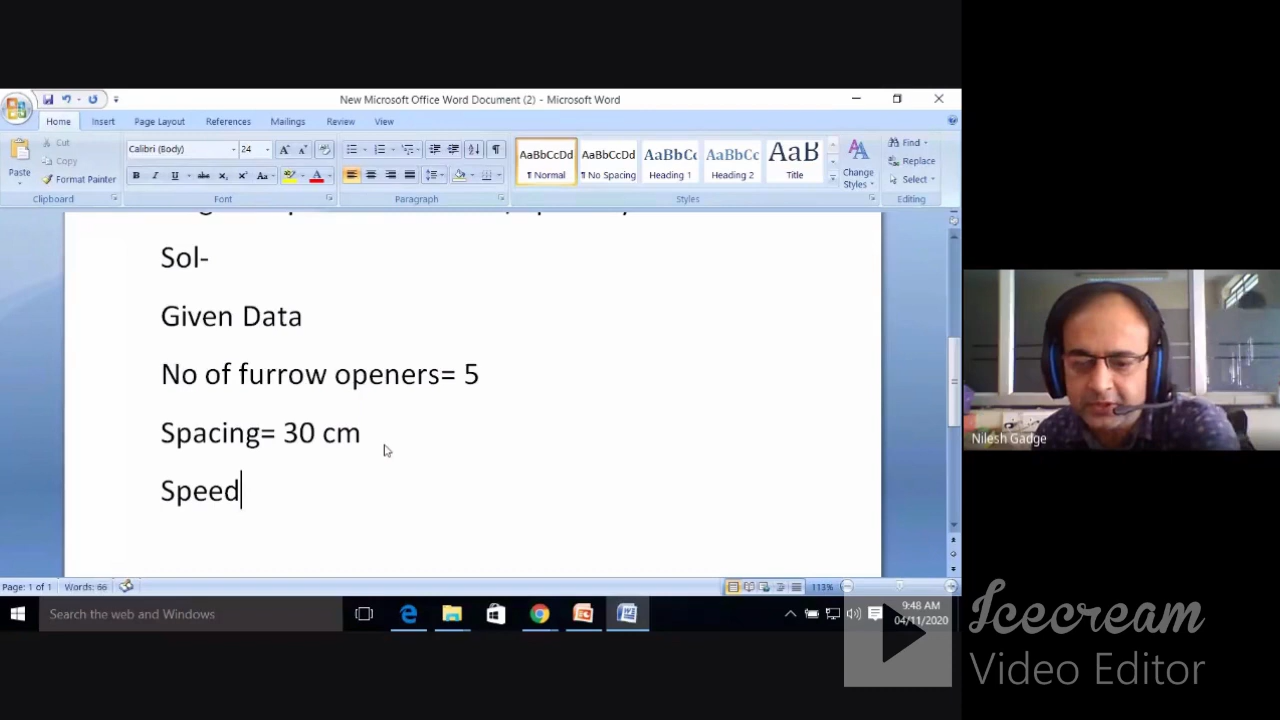 New Microsoft Office Word Document (2) - Microsoft Word
Home Insert Page Layout References Mailings Review View
Paste
Cut
Copy
Format Painter
Clipboard
Calibri (Body) 24
B I U abc x₂ x² Aa
Font
Paragraph
AaBbCcDd AaBbCcDd AaBbCc AaBbCc AaB
¶ Normal ¶ No Spacing Heading 1 Heading 2 Title
Change Styles
Styles
Find
Replace
Select
Editing
Sol-
Given Data
No of furrow openers= 5
Spacing= 30 cm
Speed
Nilesh Gadge
Page: 1 of 1 Words: 66 113%
Search the web and Windows
9:48 AM
04/11/2020
Icecream
Video Editor